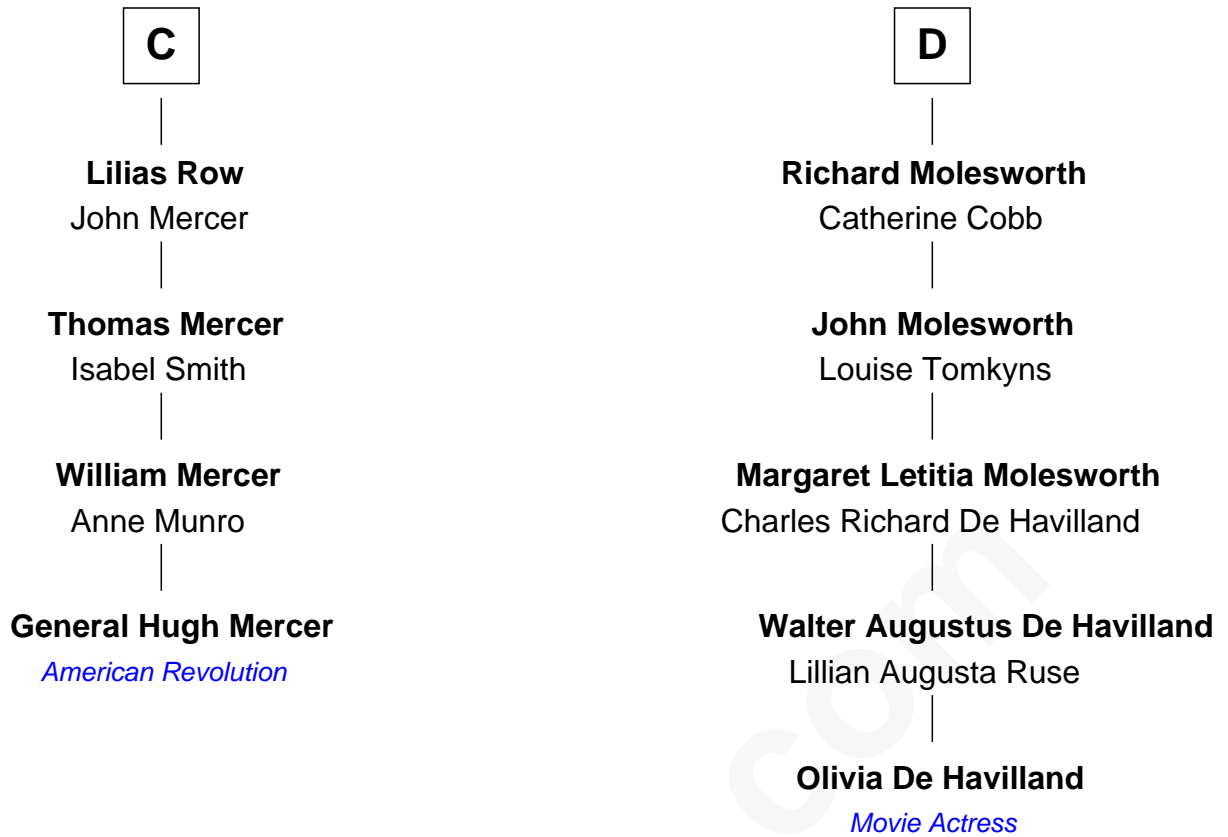 C
Lilias Row
John Mercer
Thomas Mercer
Isabel Smith
William Mercer
Anne Munro
General Hugh Mercer
American Revolution
D
Richard Molesworth
Catherine Cobb
John Molesworth
Louise Tomkyns
Margaret Letitia Molesworth
Charles Richard De Havilland
Walter Augustus De Havilland
Lillian Augusta Ruse
Olivia De Havilland
Movie Actress
com